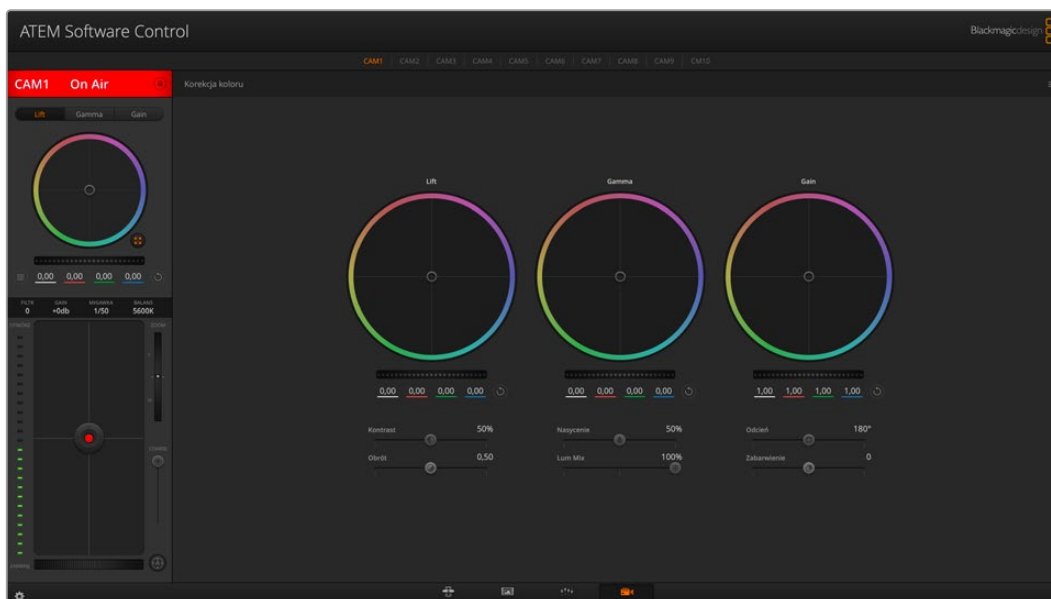 ATEM Software Control
Blackmagicdesign
CAM1 CAM2 CAM3 CAM4 CAM5 CAM6 CAM7 CAM8 CAM9 CM10
CAM1 On Air
Korekcja koloru
Lift Gamma Gain
Lift Gamma Gain
0,00 0,00 0,00 0,00
FILTR GAIN MIGAWKA BALANS
0 +0db 1/50 5600K
ZOOM
0,00 0,00 0,00 0,00
0,00 0,00 0,00 0,00
1,00 1,00 1,00 1,00
Kontrast 50%
Nasycenie 50%
Odcień 180°
Obrót 0,50
Lum Mix 100%
Zabarwienie 0